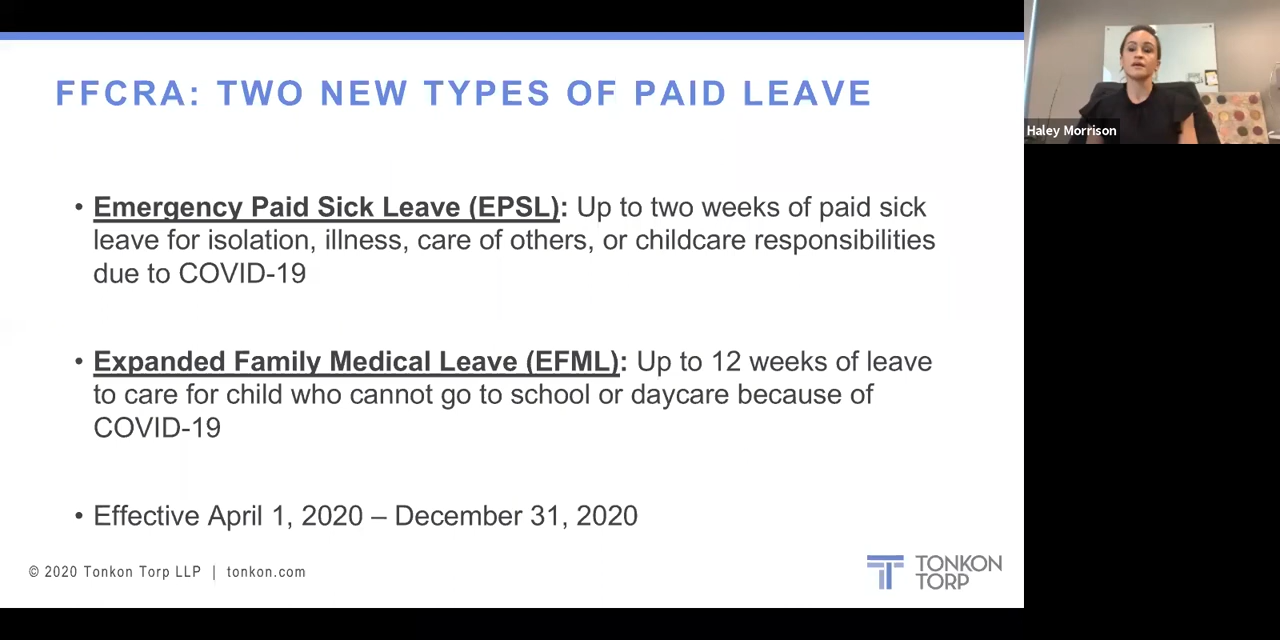 FFCRA: TWO NEW TYPES OF PAID LEAVE
Haley Morrison
• Emergency Paid Sick Leave (EPSL): Up to two weeks of paid sick
leave for isolation, illness, care of others, or childcare responsibilities
due to COVID-19
• Expanded Family Medical Leave (EFML): Up to 12 weeks of leave
to care for child who cannot go to school or daycare because of
COVID-19
• Effective April 1, 2020 – December 31, 2020
© 2020 Tonkon Torp LLP | tonkon.com
TONKON
TORP